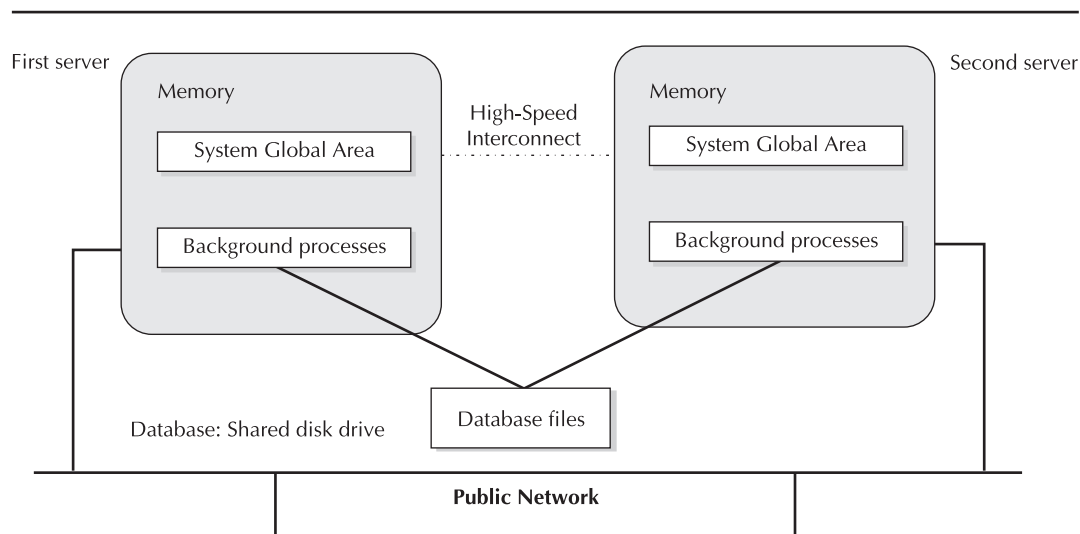 First server
Second server
Memory
System Global Area
Background processes
High-Speed
Interconnect
Memory
System Global Area
Background processes
Database files
Database: Shared disk drive
Public Network